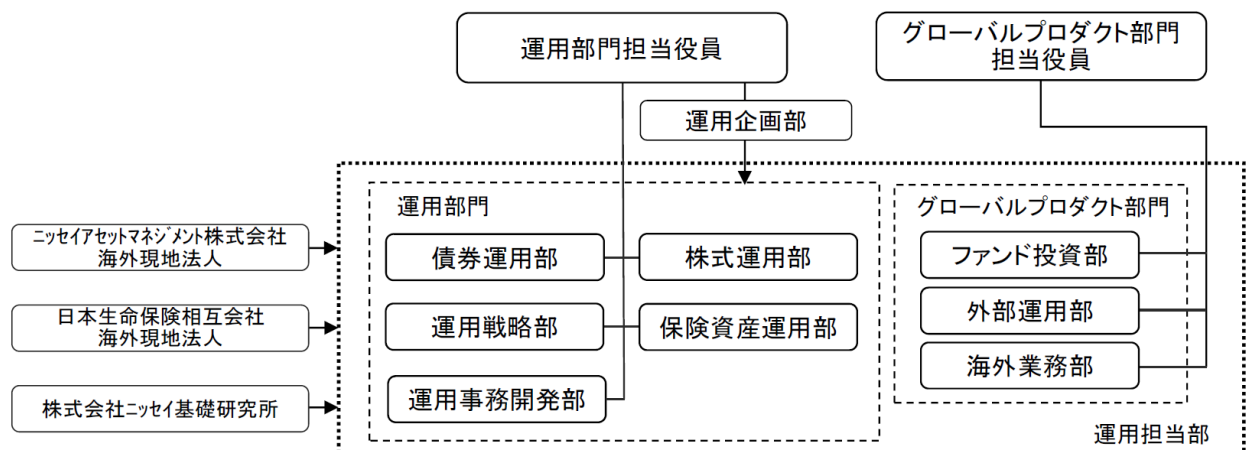 運用部門担当役員
グローバルプロダクト部門
担当役員
運用企画部
運用部門
グローバルプロダクト部門
ニッセイアセットマネジメント株式会社
海外現地法人
債券運用部
株式運用部
ファンド投資部
日本生命保険相互会社
海外現地法人
運用戦略部
保険資産運用部
外部運用部
海外業務部
株式会社ニッセイ基礎研究所
運用事務開発部
運用担当部